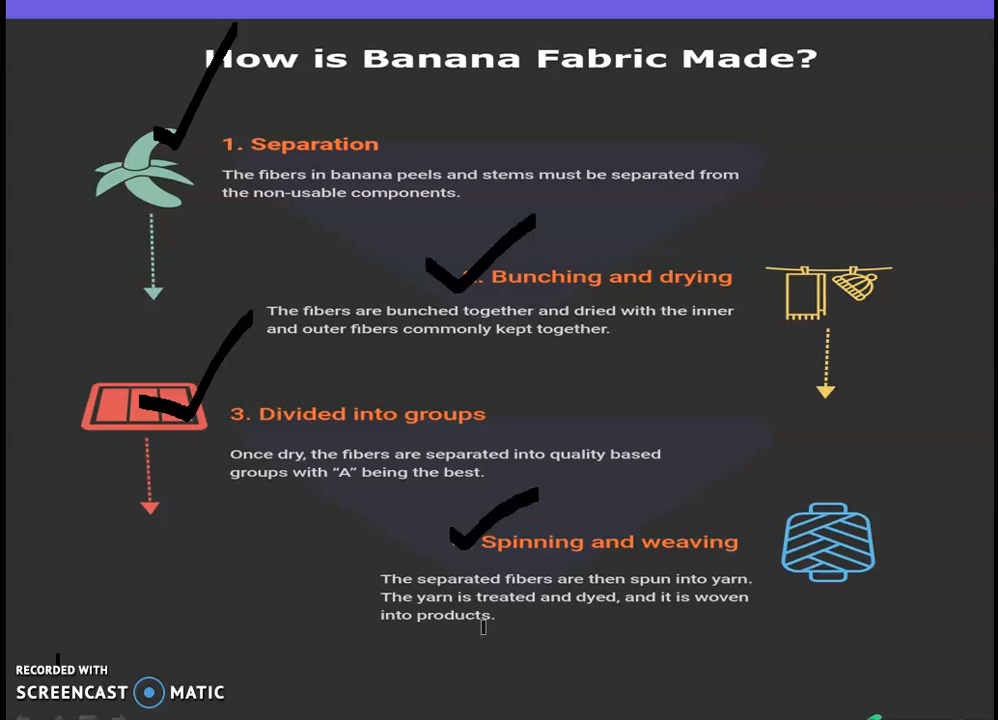 How is Banana Fabric Made?
1. Separation
The fibers in banana peels and stems must be separated from
the non-usable components.
Bunching and drying
The fibers are bunched together and dried with the inner
and outer fibers commonly kept together.
3. Divided into groups
Once dry, the fibers are separated into quality based
groups with “A” being the best.
Spinning and weaving
The separated fibers are then spun into yarn.
The yarn is treated and dyed, and it is woven
into products.
RECORDED WITH
SCREENCAST MATIC